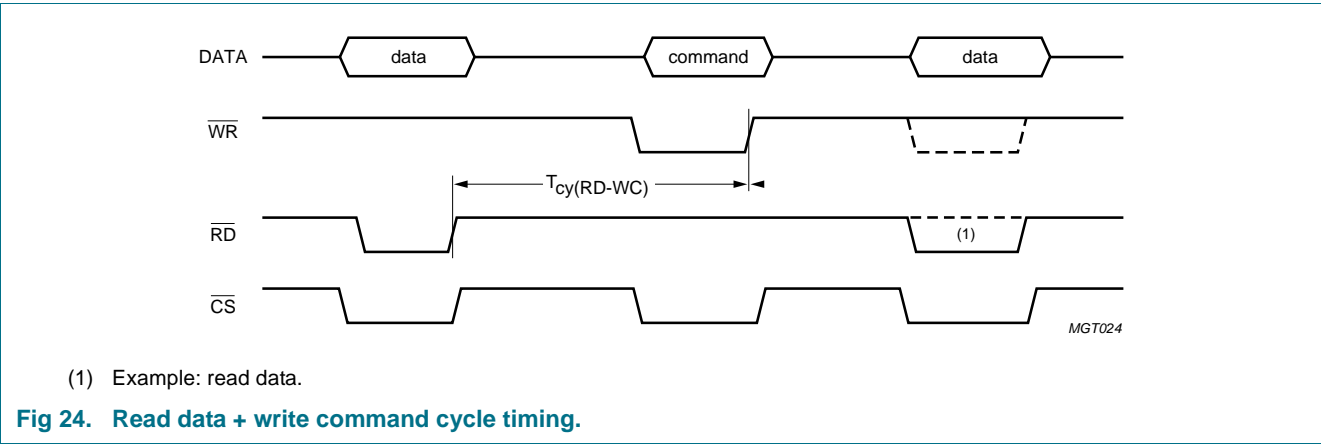 DATA data command data
WR
Tcy(RD-WC)
RD (1)
CS
MGT024
(1) Example: read data.
Fig 24. Read data + write command cycle timing.